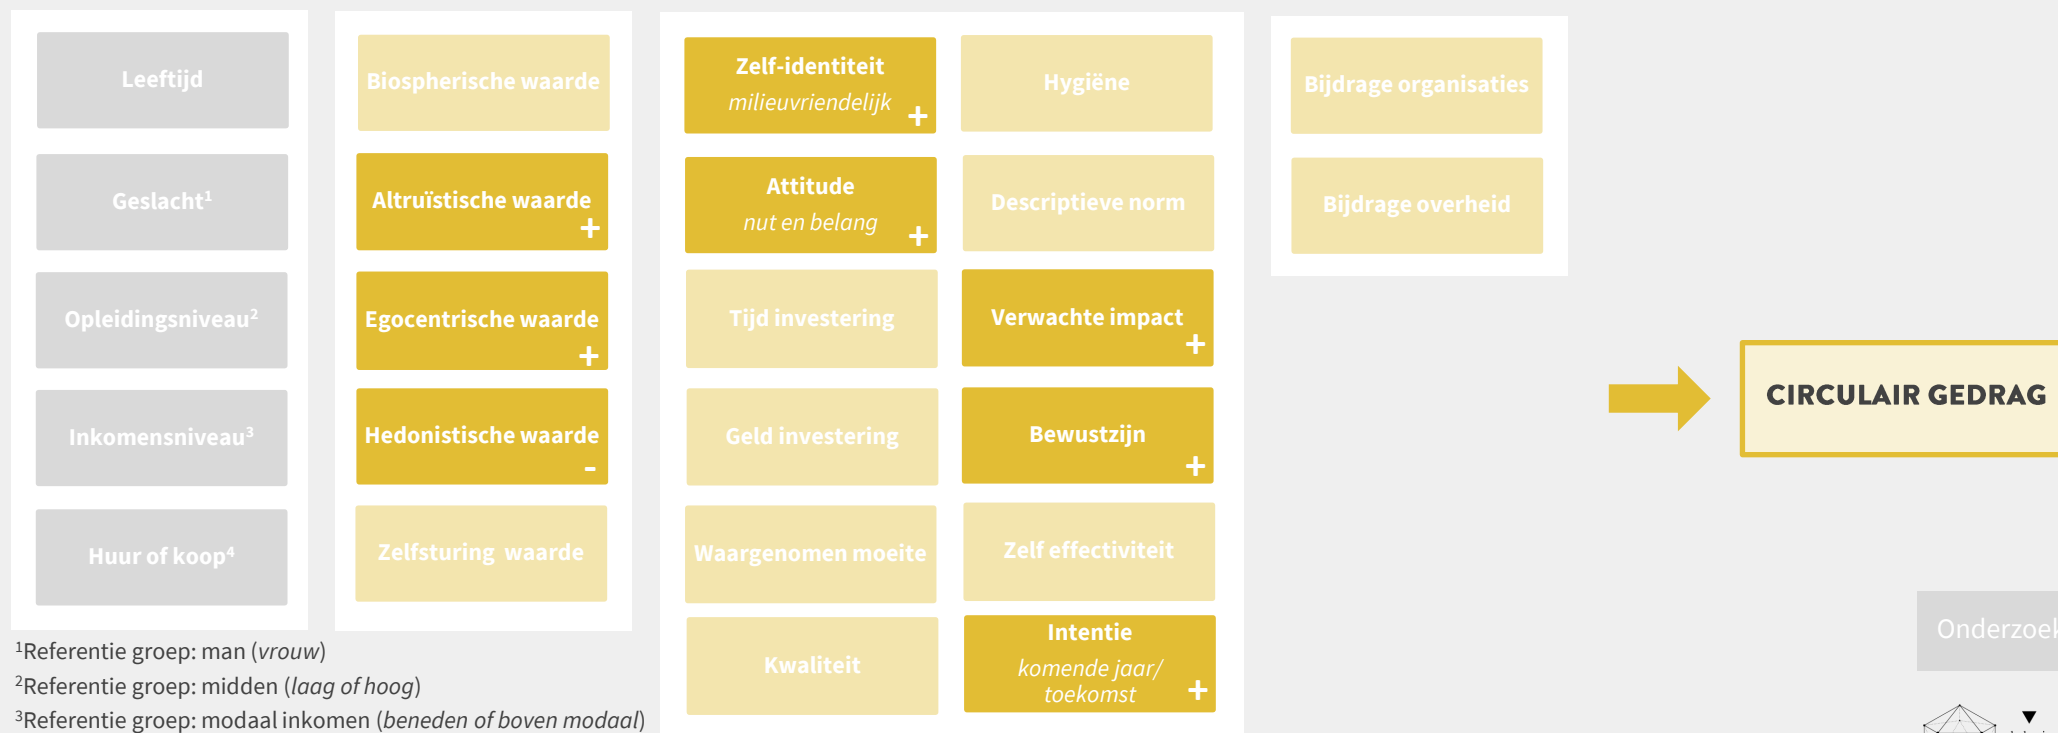 Leeftijd
Geslacht¹
Opleidingsniveau²
Inkomensniveau³
Huur of koop⁴
¹Referentie groep: man (vrouw)
²Referentie groep: midden (laag of hoog)
³Referentie groep: modaal inkomen (beneden of boven modaal)
Biospherische waarde
Altruïstische waarde
+
Egocentrische waarde
+
Hedonistische waarde
-
Zelfsturing waarde
Zelf-identiteit
milieuvriendelijk
+
Attitude
nut en belang
+
Tijd investering
Geld investering
Waargenomen moeite
Kwaliteit
Hygiëne
Descriptieve norm
Verwachte impact
+
Bewustzijn
+
Zelf effectiviteit
Intentie
komende jaar/
toekomst
+
Bijdrage organisaties
Bijdrage overheid
CIRCULAIR GEDRAG